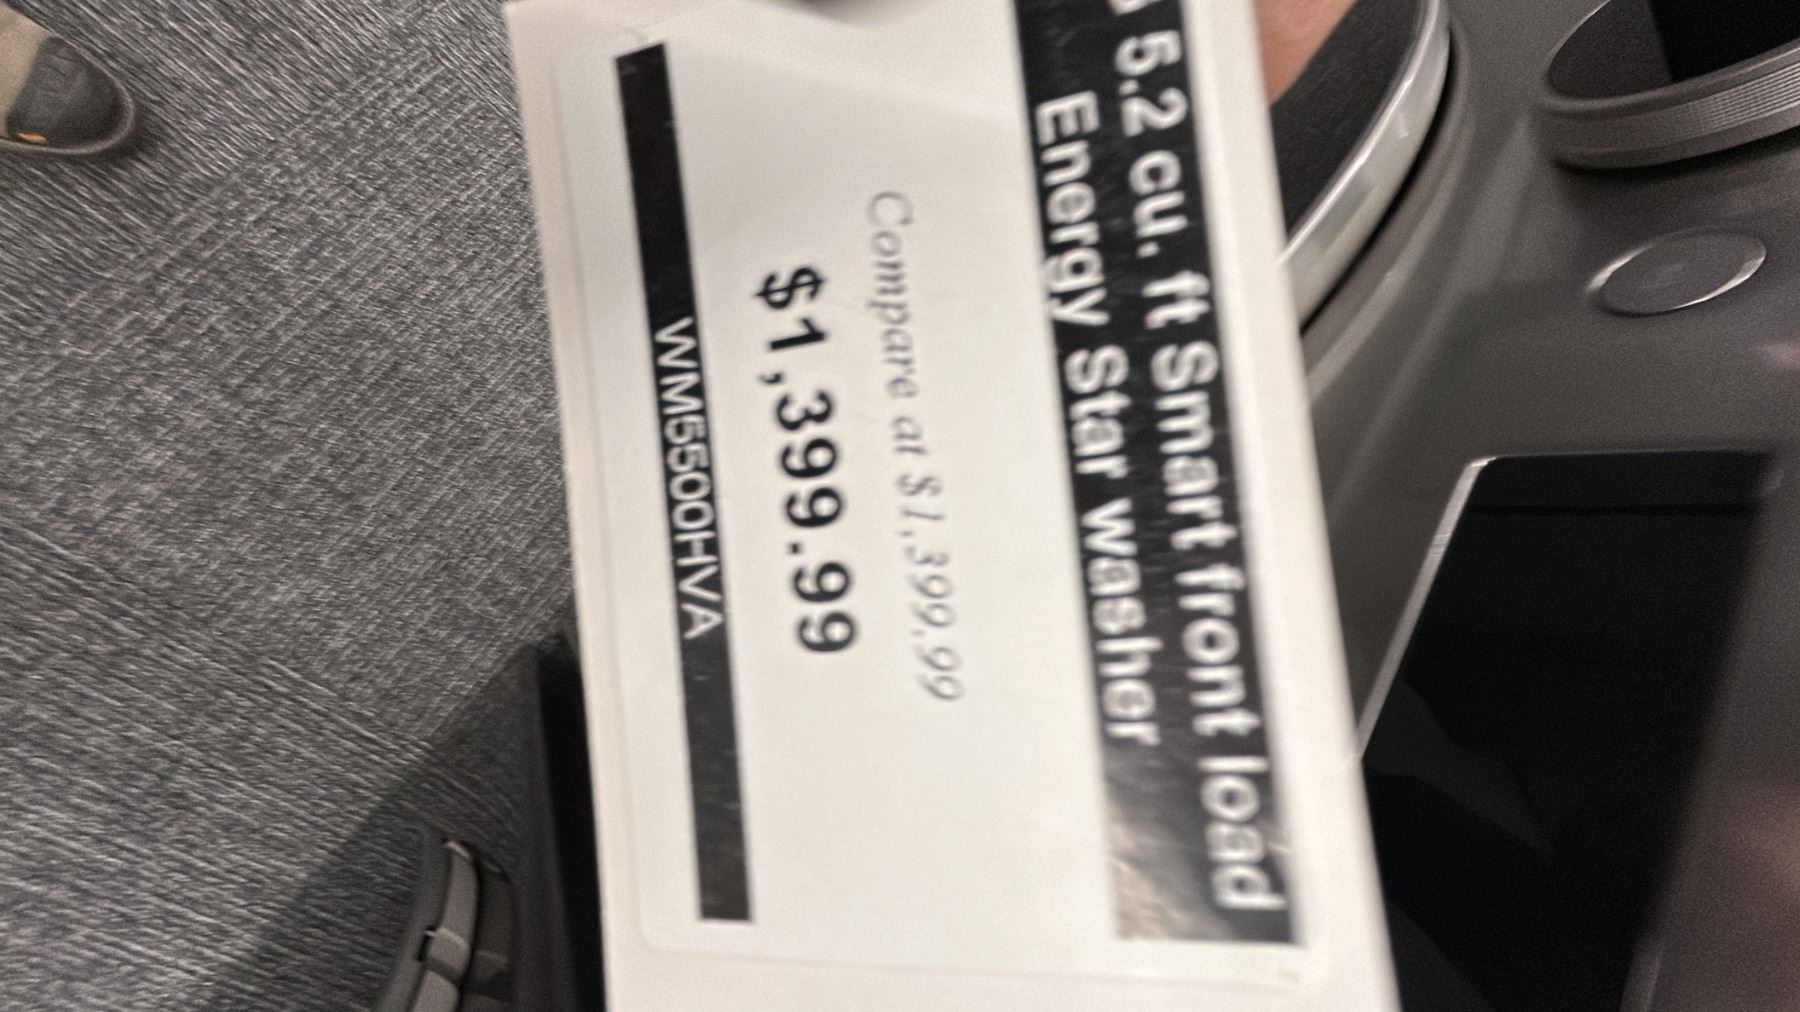 5.2 cu. ft Smart front load
Energy Star washer
Compare at $1,399.99
$1,399.99
WM5500HVA